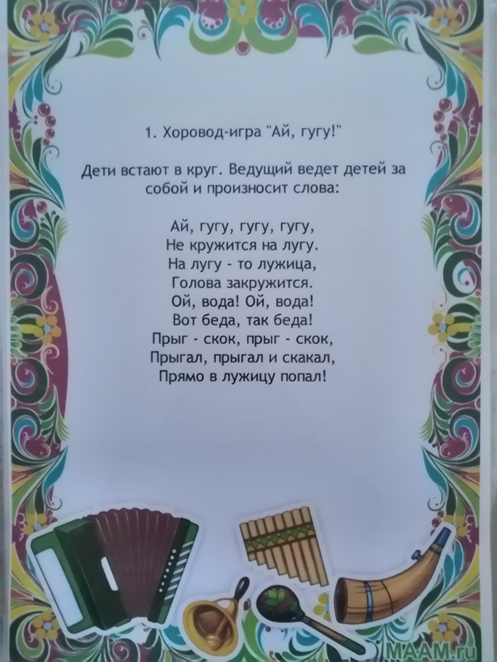 1. Хоровод-игра "Ай, гугу!"
Дети встают в круг. Ведущий ведет детей за
собой и произносит слова:
Ай, гугу, гугу, гугу,
Не кружится на лугу.
На лугу - то лужица,
Голова закружится.
Ой, вода! Ой, вода!
Вот беда, так беда!
Прыг - скок, прыг - скок,
Прыгал, прыгал и скакал,
Прямо в лужицу попал!
MAAM.ru